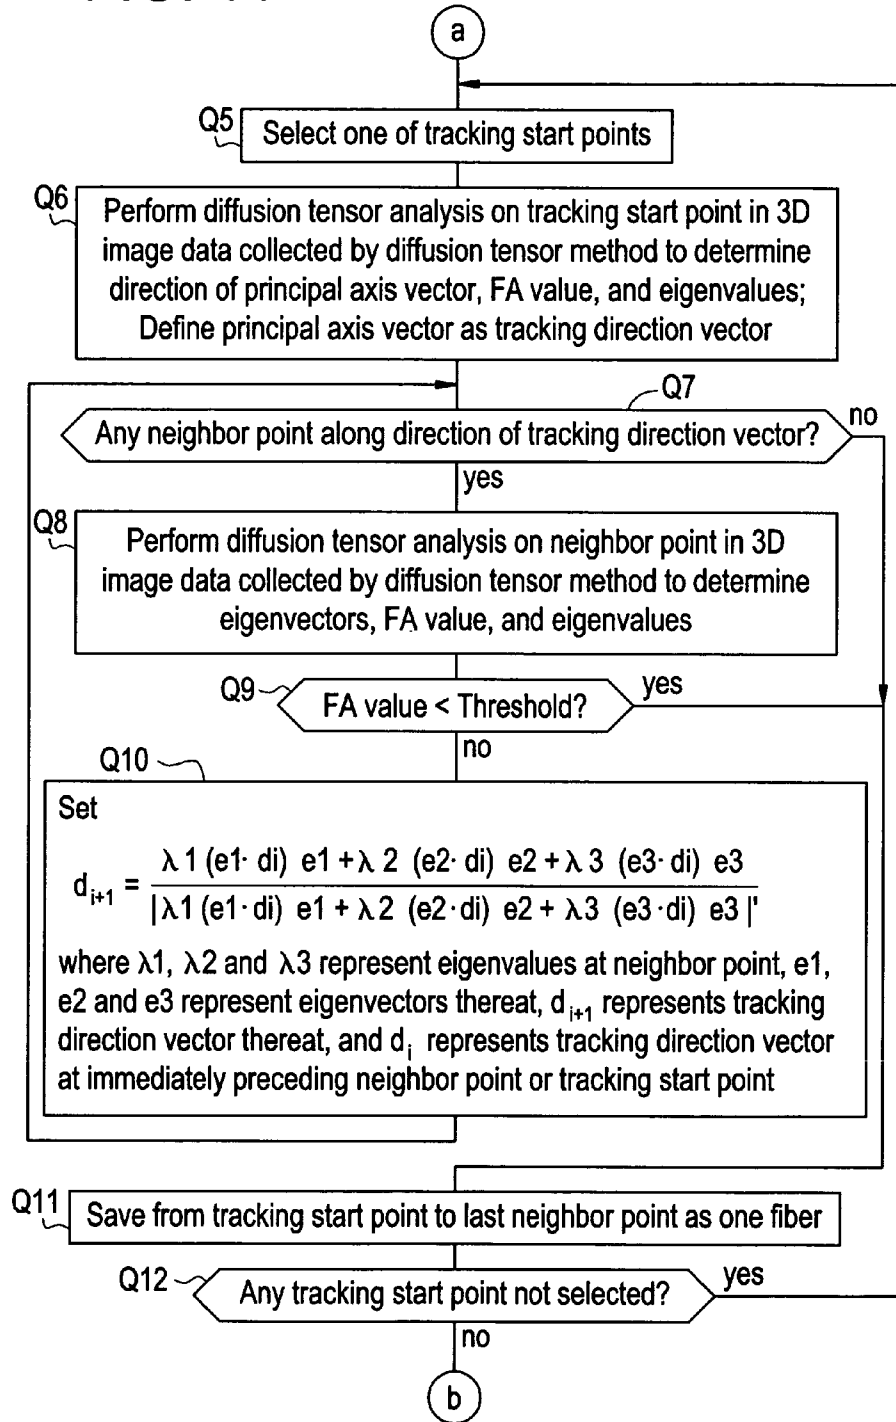 a
Q5
Select one of tracking start points
Q6
Perform diffusion tensor analysis on tracking start point in 3D
image data collected by diffusion tensor method to determine
direction of principal axis vector, FA value, and eigenvalues;
Define principal axis vector as tracking direction vector
Q7
Any neighbor point along direction of tracking direction vector?
no
yes
Q8
Perform diffusion tensor analysis on neighbor point in 3D
image data collected by diffusion tensor method to determine
eigenvectors, FA value, and eigenvalues
Q9
FA value < Threshold?
yes
no
Q10
Set
d_{i+1} = \frac{λ1 (e1· di) e1 + λ2 (e2· di) e2 + λ3 (e3· di) e3}{|λ1 (e1· di) e1 + λ2 (e2· di) e2 + λ3 (e3· di) e3|},
where λ1, λ2 and λ3 represent eigenvalues at neighbor point, e1,
e2 and e3 represent eigenvectors thereat, d_{i+1} represents tracking
direction vector thereat, and d_i represents tracking direction vector
at immediately preceding neighbor point or tracking start point
Q11
Save from tracking start point to last neighbor point as one fiber
Q12
Any tracking start point not selected?
yes
no
b